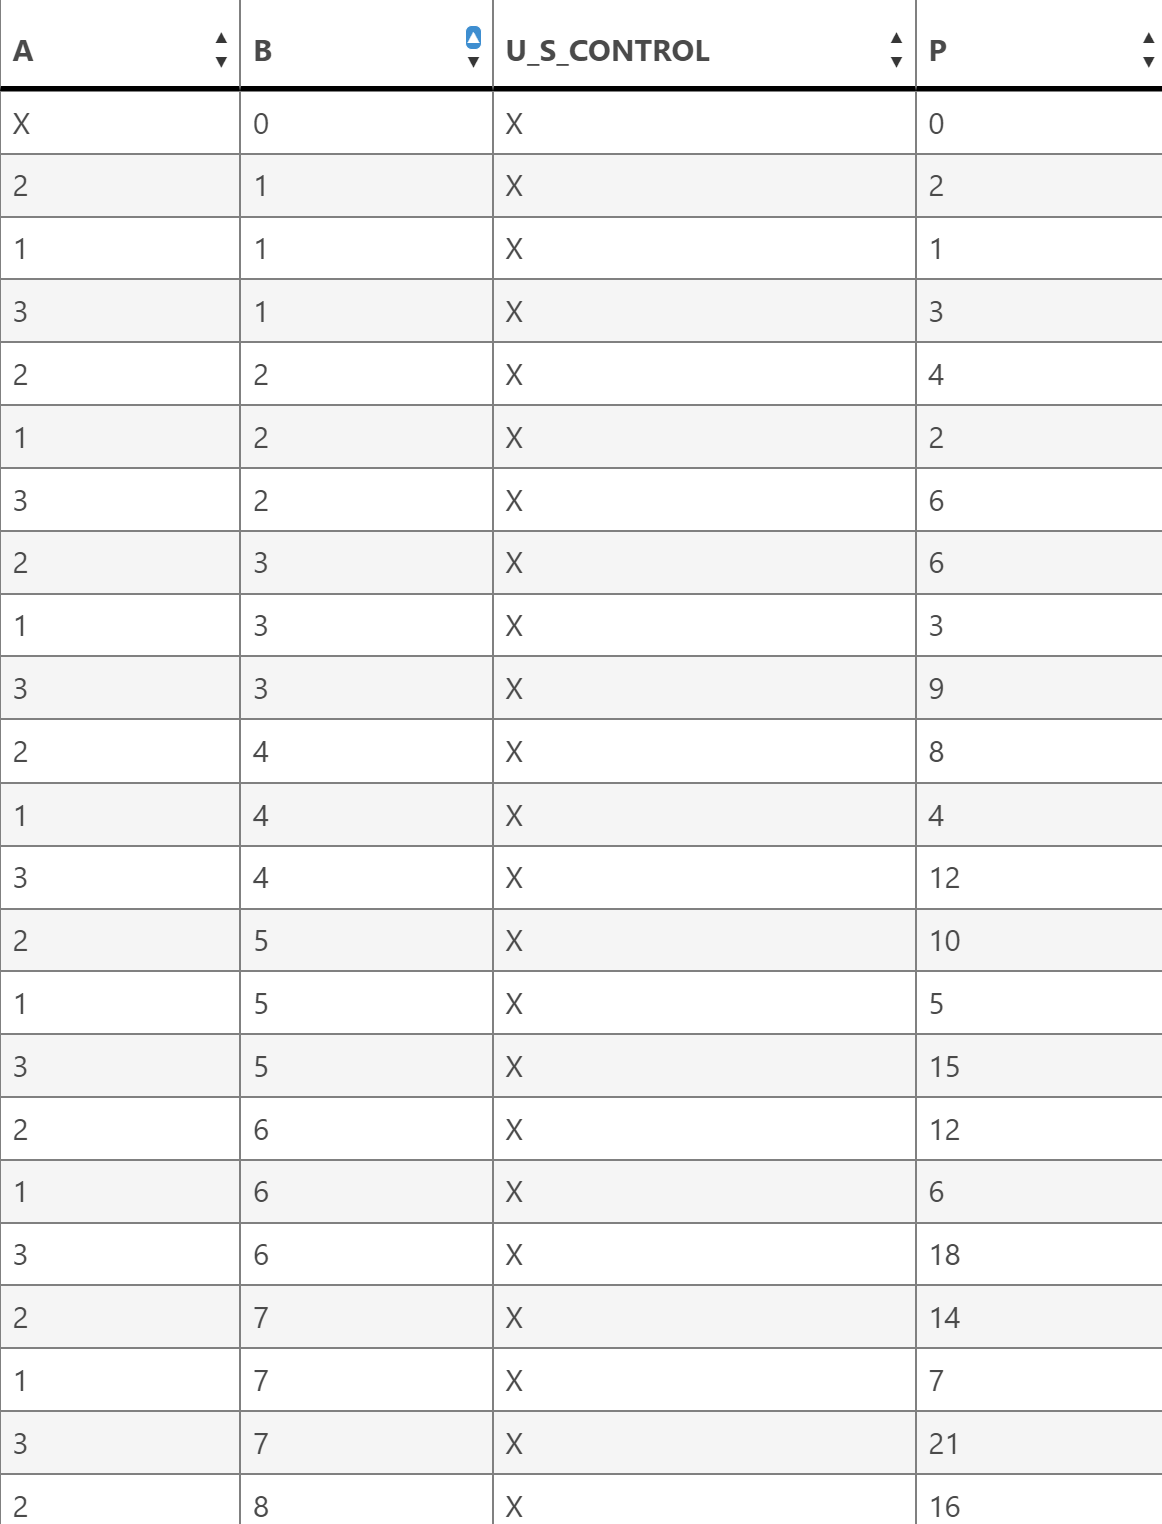 A B U_S_CONTROL P
X 0 X 0
2 1 X 2
1 1 X 1
3 1 X 3
2 2 X 4
1 2 X 2
3 2 X 6
2 3 X 6
1 3 X 3
3 3 X 9
2 4 X 8
1 4 X 4
3 4 X 12
2 5 X 10
1 5 X 5
3 5 X 15
2 6 X 12
1 6 X 6
3 6 X 18
2 7 X 14
1 7 X 7
3 7 X 21
2 8 X 16